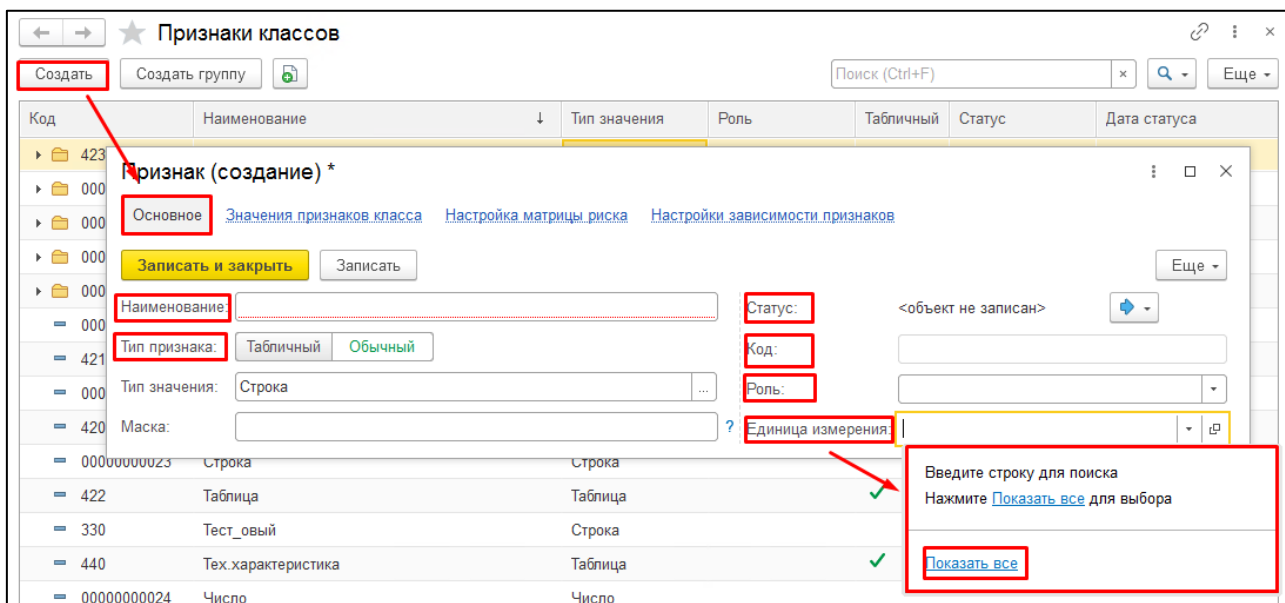 Признаки классов
Создать Создать группу Поиск (Ctrl+F) Еще
Код Наименование Тип значения Роль Табличный Статус Дата статуса
423
Признак (создание) *
000
Основное Значения признаков класса Настройка матрицы риска Настройки зависимости признаков
000
000
Записать и закрыть Записать Еще
000
Наименование: Статус: <объект не записан>
000
Тип признака: Табличный Обычный Код:
421
000
Тип значения: Строка ... Роль:
420
Маска: ? Единица измерения:
00000000023 Строка Строка
Введите строку для поиска
422 Таблица Таблица
Нажмите Показать все для выбора
330 Тест_овый Строка
440 Тех.характеристика Таблица
Показать все
00000000024 Число Число